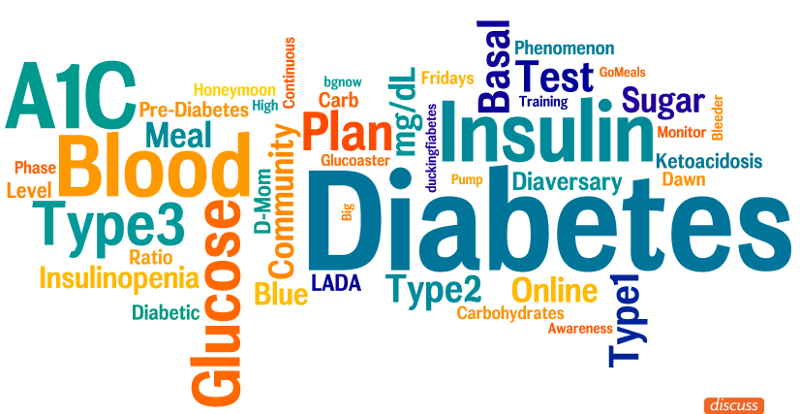 A1C
Honeymoon
Pre-Diabetes
High
Continuous
bgnow
Carb
Plan
Glucoaster
mg/dL
Fridays
Basal
Phenomenon
Test
GoMeals
Training
Sugar
Bleeder
Monitor
Insulin
duckingfiabetes
Ketoacidosis
Dawn
Diaversary
Pump
Meal
Blood
Phase
Level
Type3
Ratio
Insulinopenia
Diabetic
Glucose
D-Mom
Community
Blue
Big
Diabetes
LADA
Type2
Online
Carbohydrates
Awareness
Type1
discuss